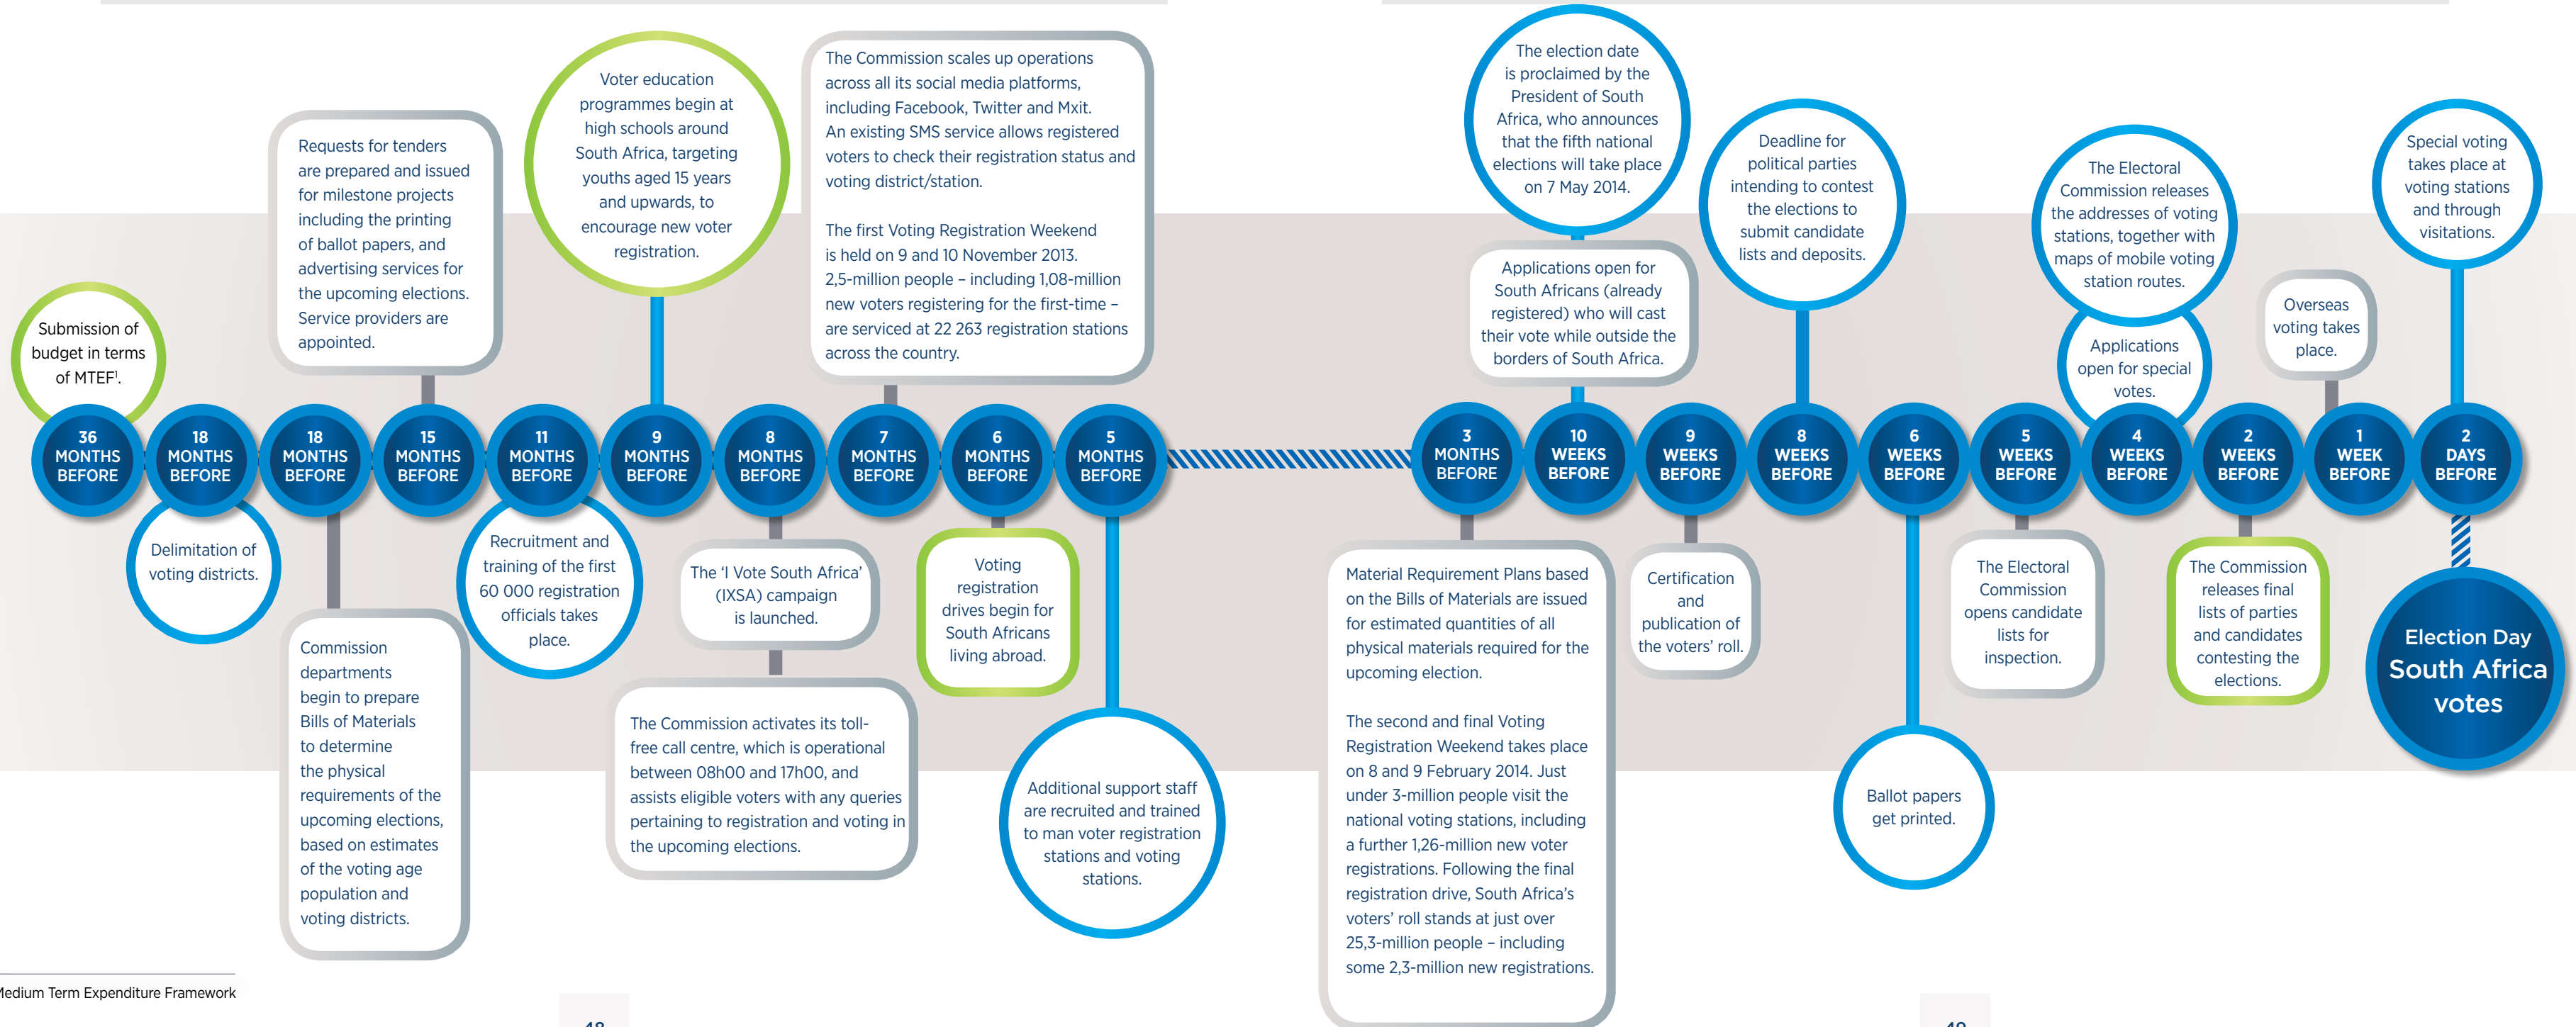 Submission of
budget in terms
of MTEF¹.
36
MONTHS
BEFORE
18
MONTHS
BEFORE
Delimitation of
voting districts.
18
MONTHS
BEFORE
Commission
departments
begin to prepare
Bills of Materials
to determine
the physical
requirements of the
upcoming elections,
based on estimates
of the voting age
population and
voting districts.
Requests for tenders
are prepared and issued
for milestone projects
including the printing
of ballot papers, and
advertising services for
the upcoming elections.
Service providers are
appointed.
15
MONTHS
BEFORE
11
MONTHS
BEFORE
Recruitment and
training of the first
60 000 registration
officials takes
place.
Voter education
programmes begin at
high schools around
South Africa, targeting
youths aged 15 years
and upwards, to
encourage new voter
registration.
9
MONTHS
BEFORE
8
MONTHS
BEFORE
The ‘I Vote South Africa’
(IXSA) campaign
is launched.
The Commission activates its toll-
free call centre, which is operational
between 08h00 and 17h00, and
assists eligible voters with any queries
pertaining to registration and voting in
the upcoming elections.
The Commission scales up operations
across all its social media platforms,
including Facebook, Twitter and Mxit.
An existing SMS service allows registered
voters to check their registration status and
voting district/station.
The first Voting Registration Weekend
is held on 9 and 10 November 2013.
2,5-million people – including 1,08-million
new voters registering for the first-time –
are serviced at 22 263 registration stations
across the country.
7
MONTHS
BEFORE
6
MONTHS
BEFORE
Voting
registration
drives begin for
South Africans
living abroad.
5
MONTHS
BEFORE
Additional support staff
are recruited and trained
to man voter registration
stations and voting
stations.
3
MONTHS
BEFORE
Material Requirement Plans based
on the Bills of Materials are issued
for estimated quantities of all
physical materials required for the
upcoming election.
The second and final Voting
Registration Weekend takes place
on 8 and 9 February 2014. Just
under 3-million people visit the
national voting stations, including
a further 1,26-million new voter
registrations. Following the final
registration drive, South Africa’s
voters’ roll stands at just over
25,3-million people – including
some 2,3-million new registrations.
The election date
is proclaimed by the
President of South
Africa, who announces
that the fifth national
elections will take place
on 7 May 2014.
Applications open for
South Africans (already
registered) who will cast
their vote while outside the
borders of South Africa.
10
WEEKS
BEFORE
9
WEEKS
BEFORE
Certification
and
publication of
the voters’ roll.
Deadline for
political parties
intending to contest
the elections to
submit candidate
lists and deposits.
8
WEEKS
BEFORE
6
WEEKS
BEFORE
Ballot papers
get printed.
5
WEEKS
BEFORE
The Electoral
Commission
opens candidate
lists for
inspection.
The Electoral
Commission releases
the addresses of voting
stations, together with
maps of mobile voting
station routes.
Applications
open for special
votes.
4
WEEKS
BEFORE
2
WEEKS
BEFORE
The Commission
releases final
lists of parties
and candidates
contesting the
elections.
Overseas
voting takes
place.
1
WEEK
BEFORE
Special voting
takes place at
voting stations
and through
visitations.
2
DAYS
BEFORE
Election Day
South Africa
votes
Medium Term Expenditure Framework
48
49